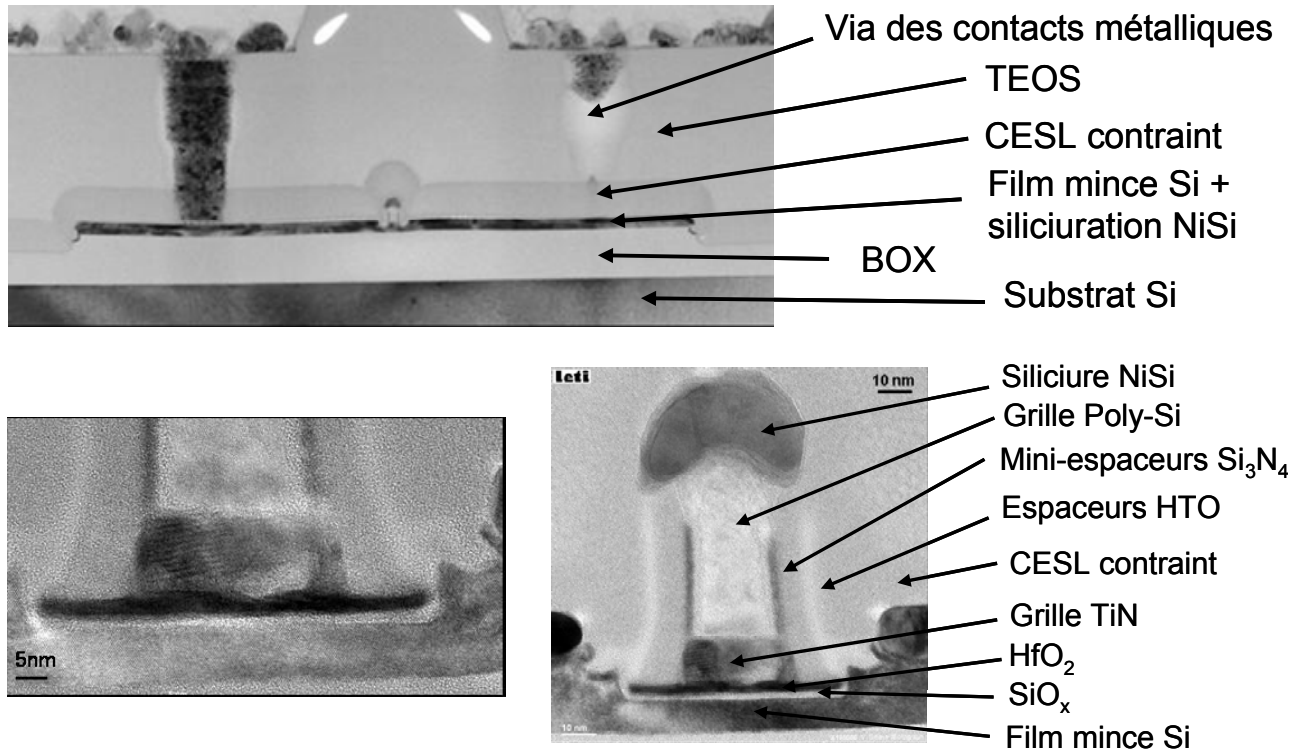 Via des contacts métalliques
TEOS
CESL contraint
Film mince Si +
siliciuration NiSi
BOX
Substrat Si
leti
10 nm
Siliciure NiSi
Grille Poly-Si
Mini-espaceurs Si₃N₄
Espaceurs HTO
CESL contraint
Grille TiN
HfO₂
SiOₓ
Film mince Si
5nm
10 nm